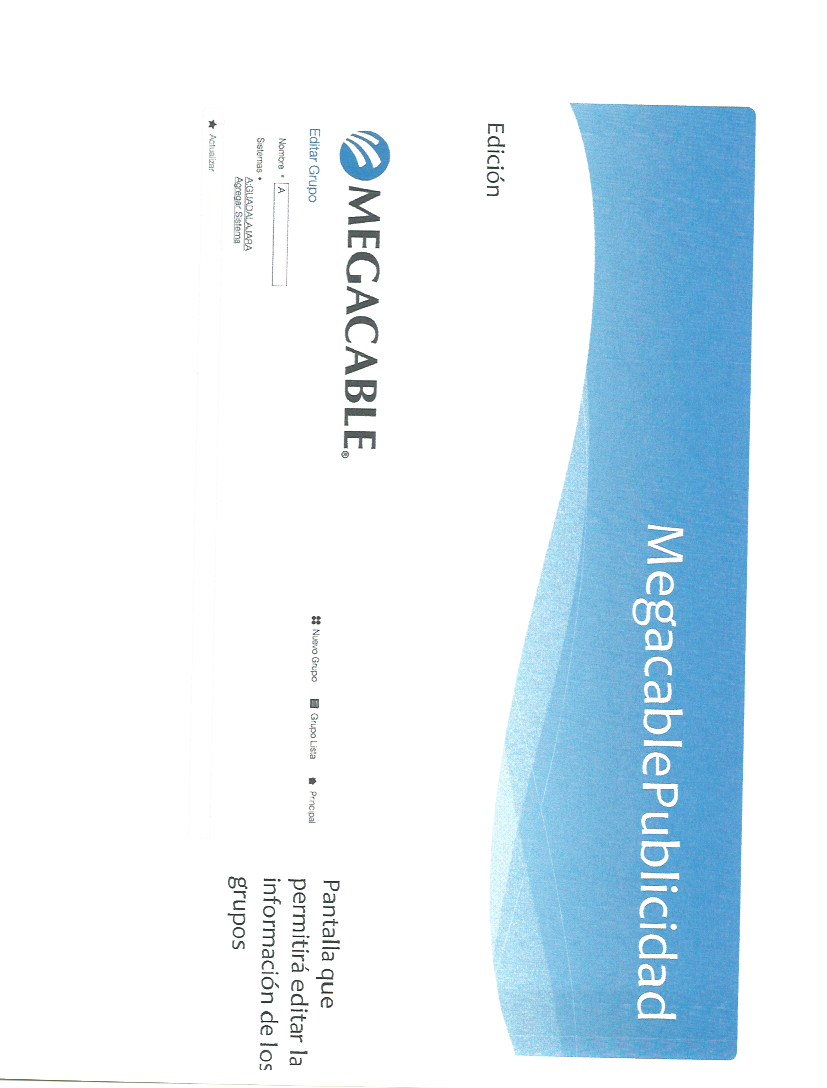 MegacablePublicidad
Edición
MEGACABLE®
Editar Grupo
Nuevo Grupo Grupo Lista Principal
Nombre * A
Sistemas *
A:GUADALAJARA
Agregar Sistema
Actualizar
Pantalla que
permitirá editar la
información de los
grupos